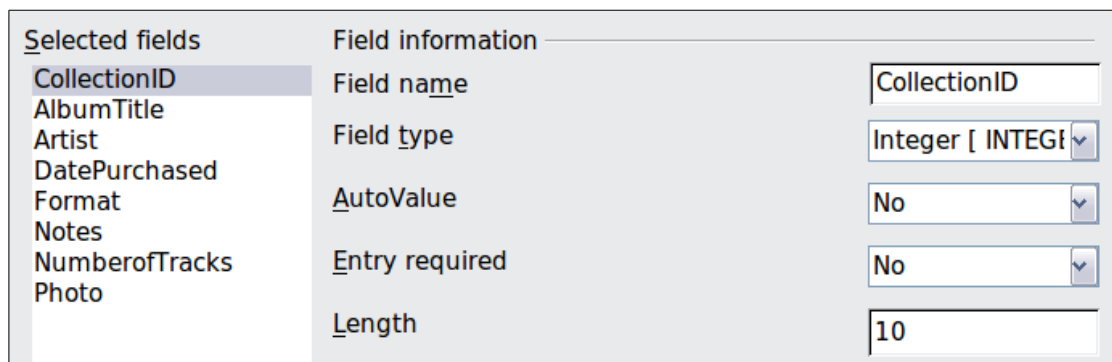 Selected fields
CollectionID
AlbumTitle
Artist
DatePurchased
Format
Notes
NumberofTracks
Photo
Field information
Field name CollectionID
Field type Integer [ INTEGE
AutoValue No
Entry required No
Length 10